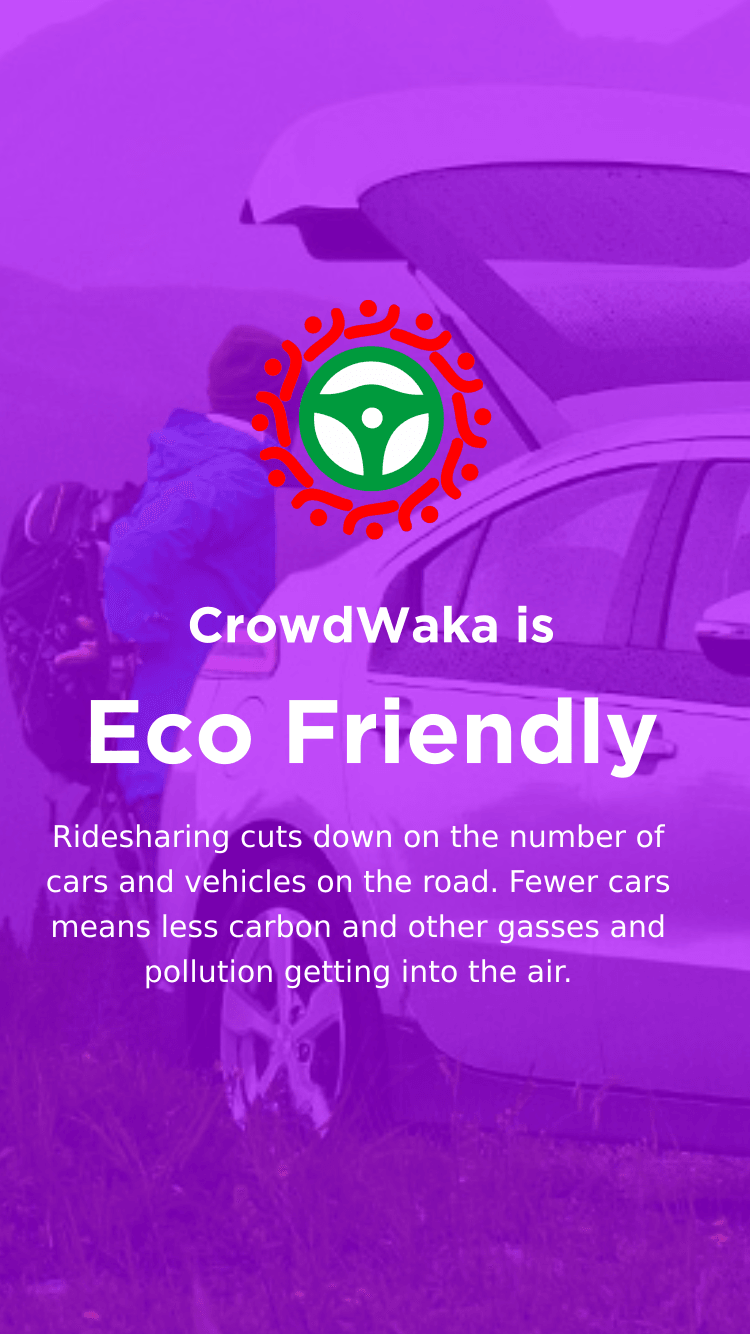 CrowdWaka is
Eco Friendly
Ridesharing cuts down on the number of
cars and vehicles on the road. Fewer cars
means less carbon and other gasses and
pollution getting into the air.